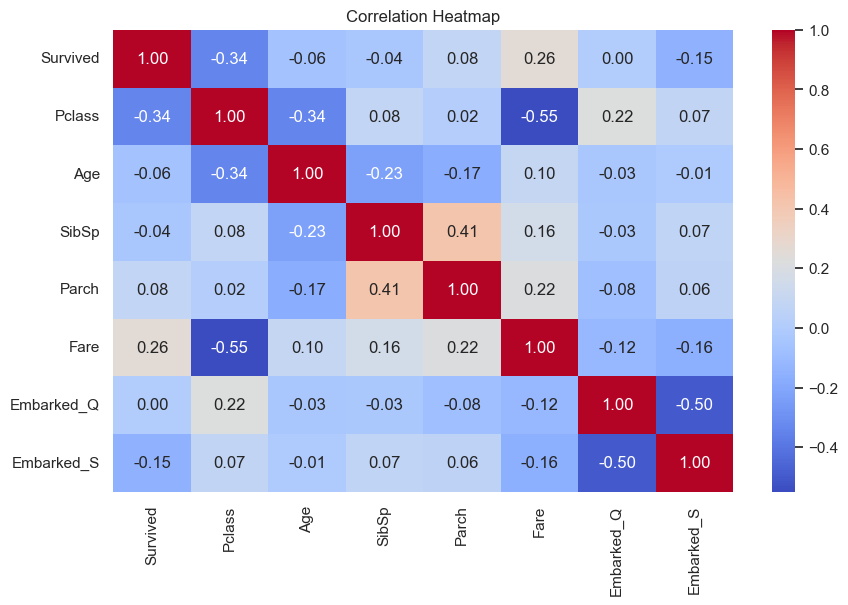 Correlation Heatmap
Survived 1.00 -0.34 -0.06 -0.04 0.08 0.26 0.00 -0.15
Pclass -0.34 1.00 -0.34 0.08 0.02 -0.55 0.22 0.07
Age -0.06 -0.34 1.00 -0.23 -0.17 0.10 -0.03 -0.01
SibSp -0.04 0.08 -0.23 1.00 0.41 0.16 -0.03 0.07
Parch 0.08 0.02 -0.17 0.41 1.00 0.22 -0.08 0.06
Fare 0.26 -0.55 0.10 0.16 0.22 1.00 -0.12 -0.16
Embarked_Q 0.00 0.22 -0.03 -0.03 -0.08 -0.12 1.00 -0.50
Embarked_S -0.15 0.07 -0.01 0.07 0.06 -0.16 -0.50 1.00
Survived Pclass Age SibSp Parch Fare Embarked_Q Embarked_S
1.0
0.8
0.6
0.4
0.2
0.0
-0.2
-0.4